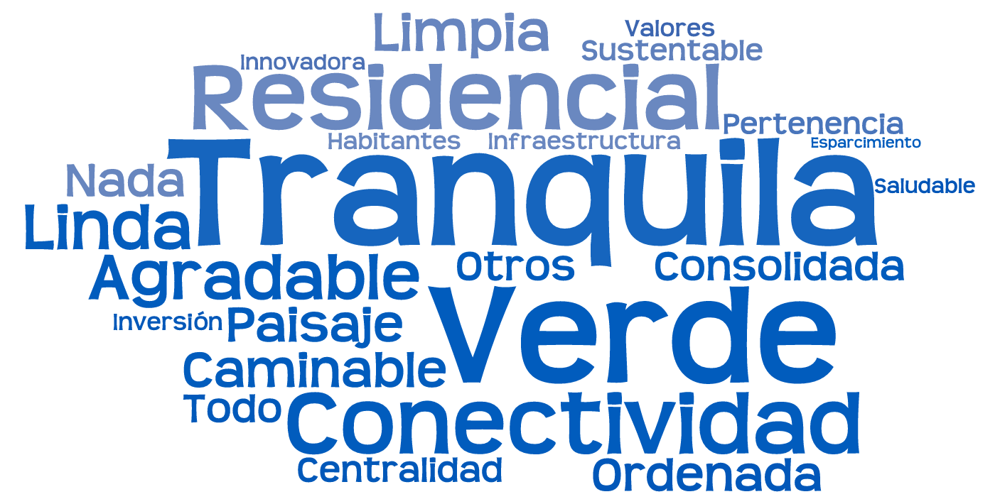 Limpia
Valores
Sustentable
Innovadora
Residencial
Pertenencia
Habitantes
Infraestructura
Esparcimiento
Tranquila
Nada
Saludable
Linda
Agradable
Otros
Consolidada
Verde
Inversión
Paisaje
Caminable
Todo
Conectividad
Centralidad
Ordenada